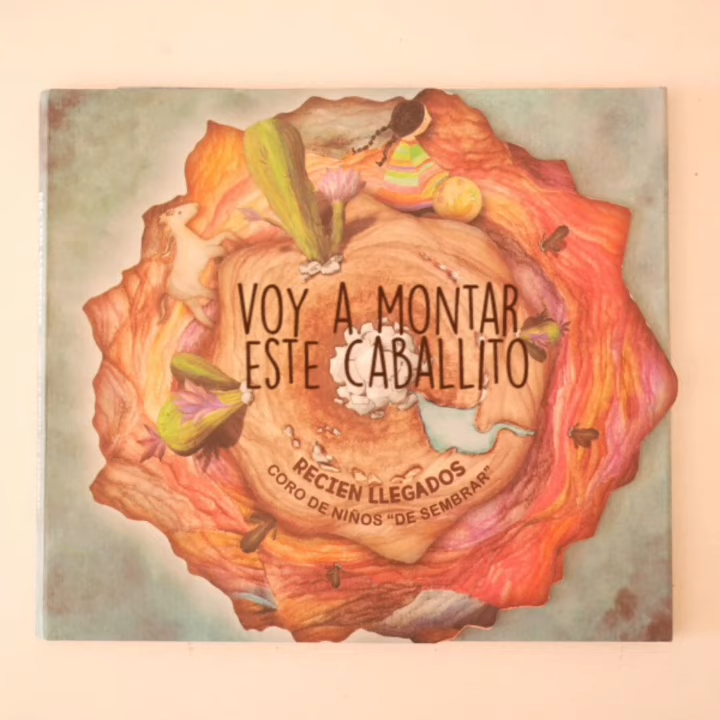 VOY A MONTAR
ESTE CABALLITO
RECIEN LLEGADOS
CORO DE NIÑOS "DE SEMBRAR"